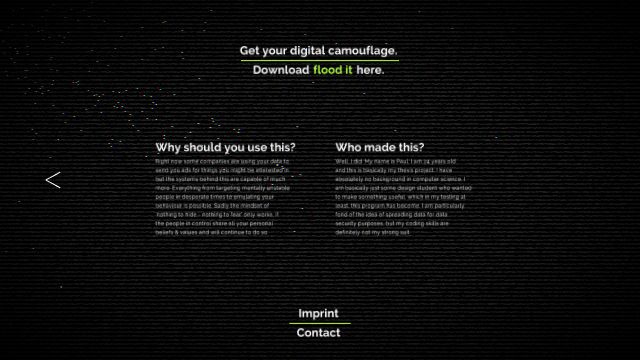 Get your digital camouflage.
Download flood it here.
Why should you use this?
Right now some companies are using your data to
send you ads for things you might be interested in
but the systems behind this are capable of much
more. Everything from targeting mentally unstable
people in desperate times to emulating your
behaviour is possible. Sadly the mindset of
'nothing to hide - nothing to fear' only works, if
the people in control share all your personal
beliefs & values and will continue to do so.
Who made this?
Well, I did. My name is Paul. I am 24 years old
and this is basically my thesis project. I have
absolutely no background in computer science. I
am basically just some design student who wanted
to make something useful, which in my testing at
least, this program has become. I am particularly
fond of the idea of spreading data for data
security purposes, but my coding skills are
definitely not my strong suit.
Imprint
Contact